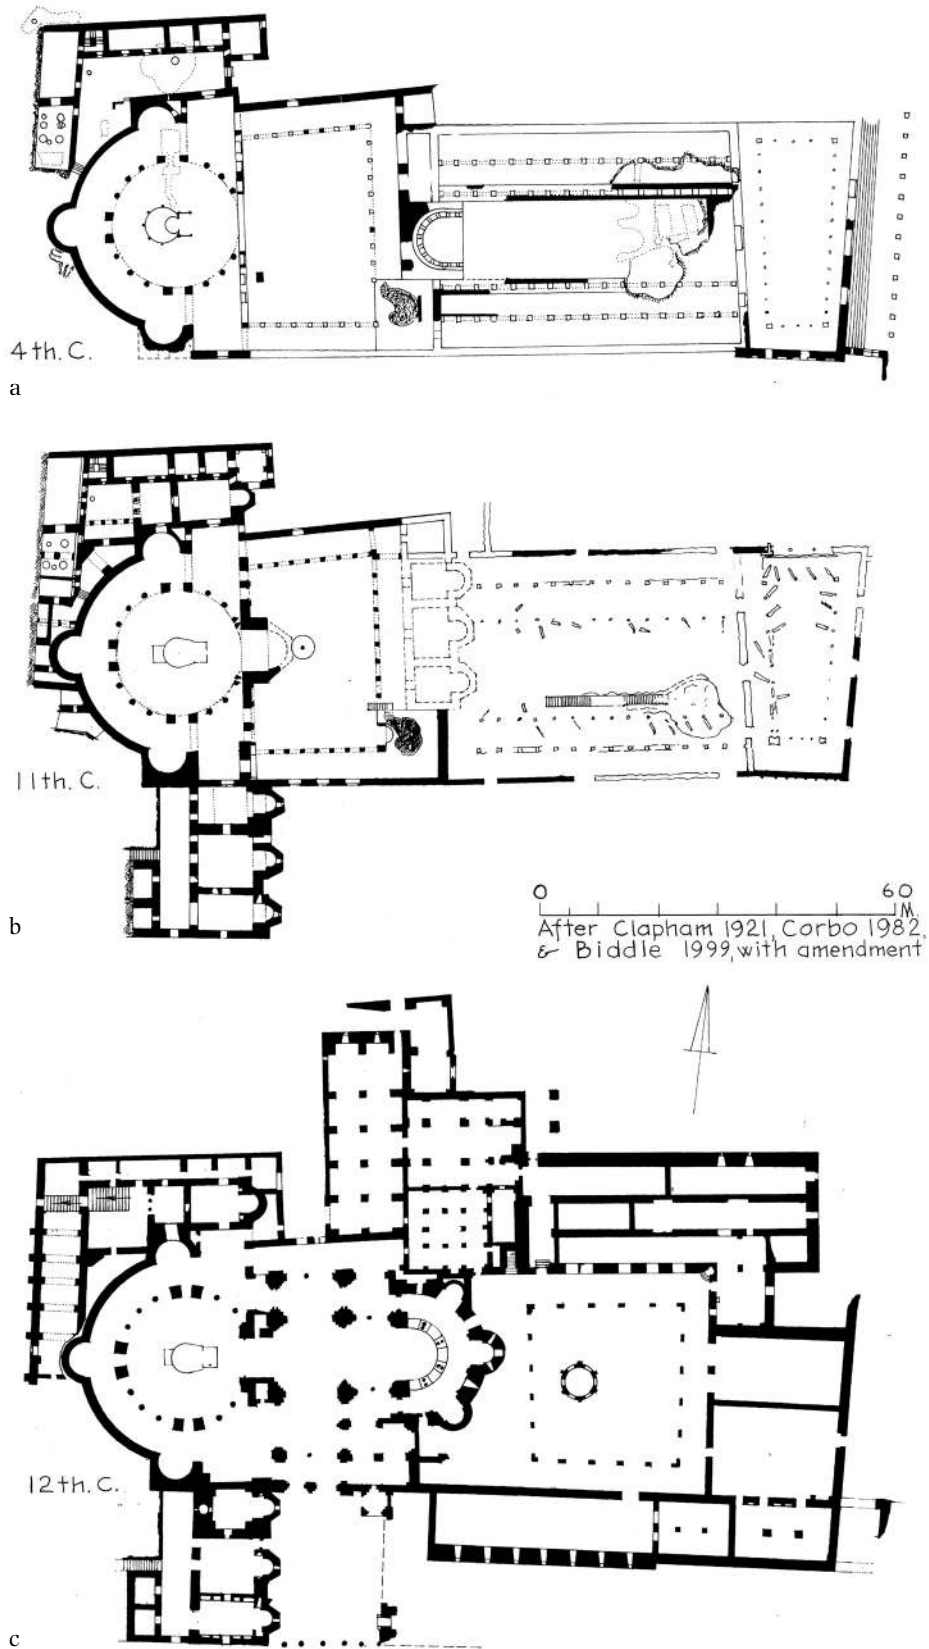 4th. C.
a
11th. C.
b
0 60
M.
After Clapham 1921, Corbo 1982,
& Biddle 1999, with amendment
12th. C.
c